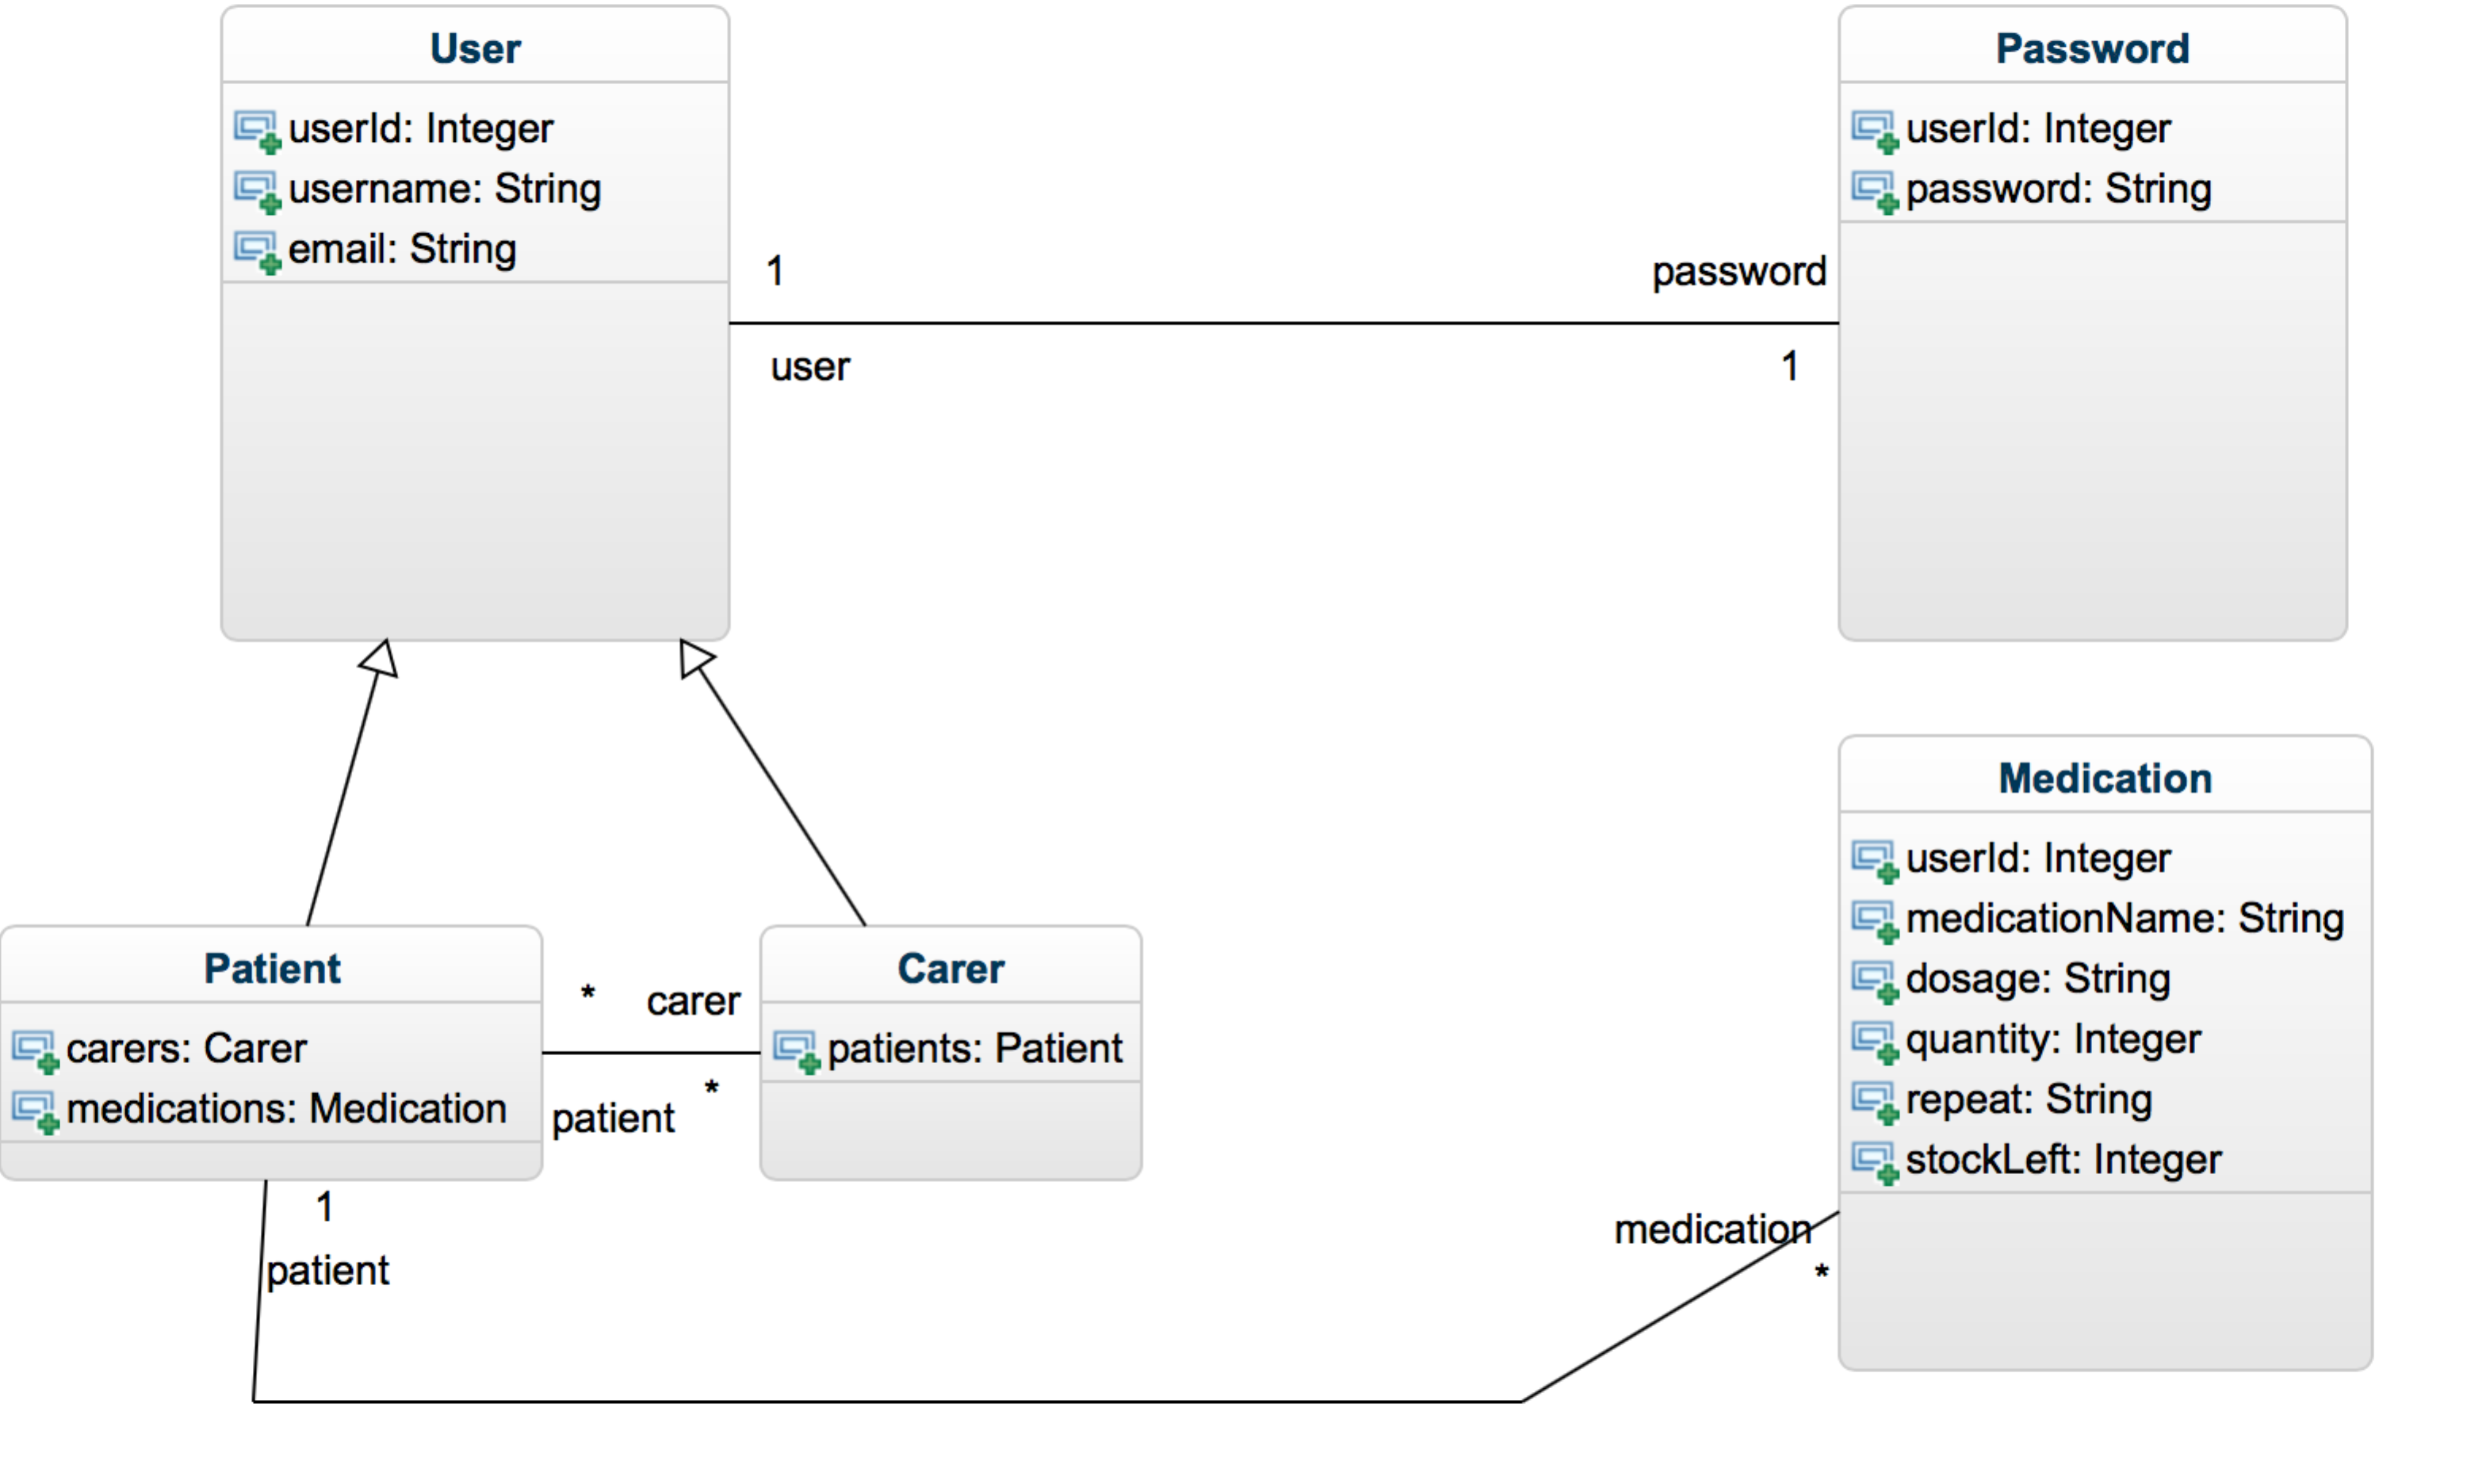 User
userId: Integer
username: String
email: String
Password
userId: Integer
password: String
1
password
user
1
Patient
carers: Carer
medications: Medication
*
carer
patient
*
Carer
patients: Patient
Medication
userId: Integer
medicationName: String
dosage: String
quantity: Integer
repeat: String
stockLeft: Integer
1
patient
medication
*